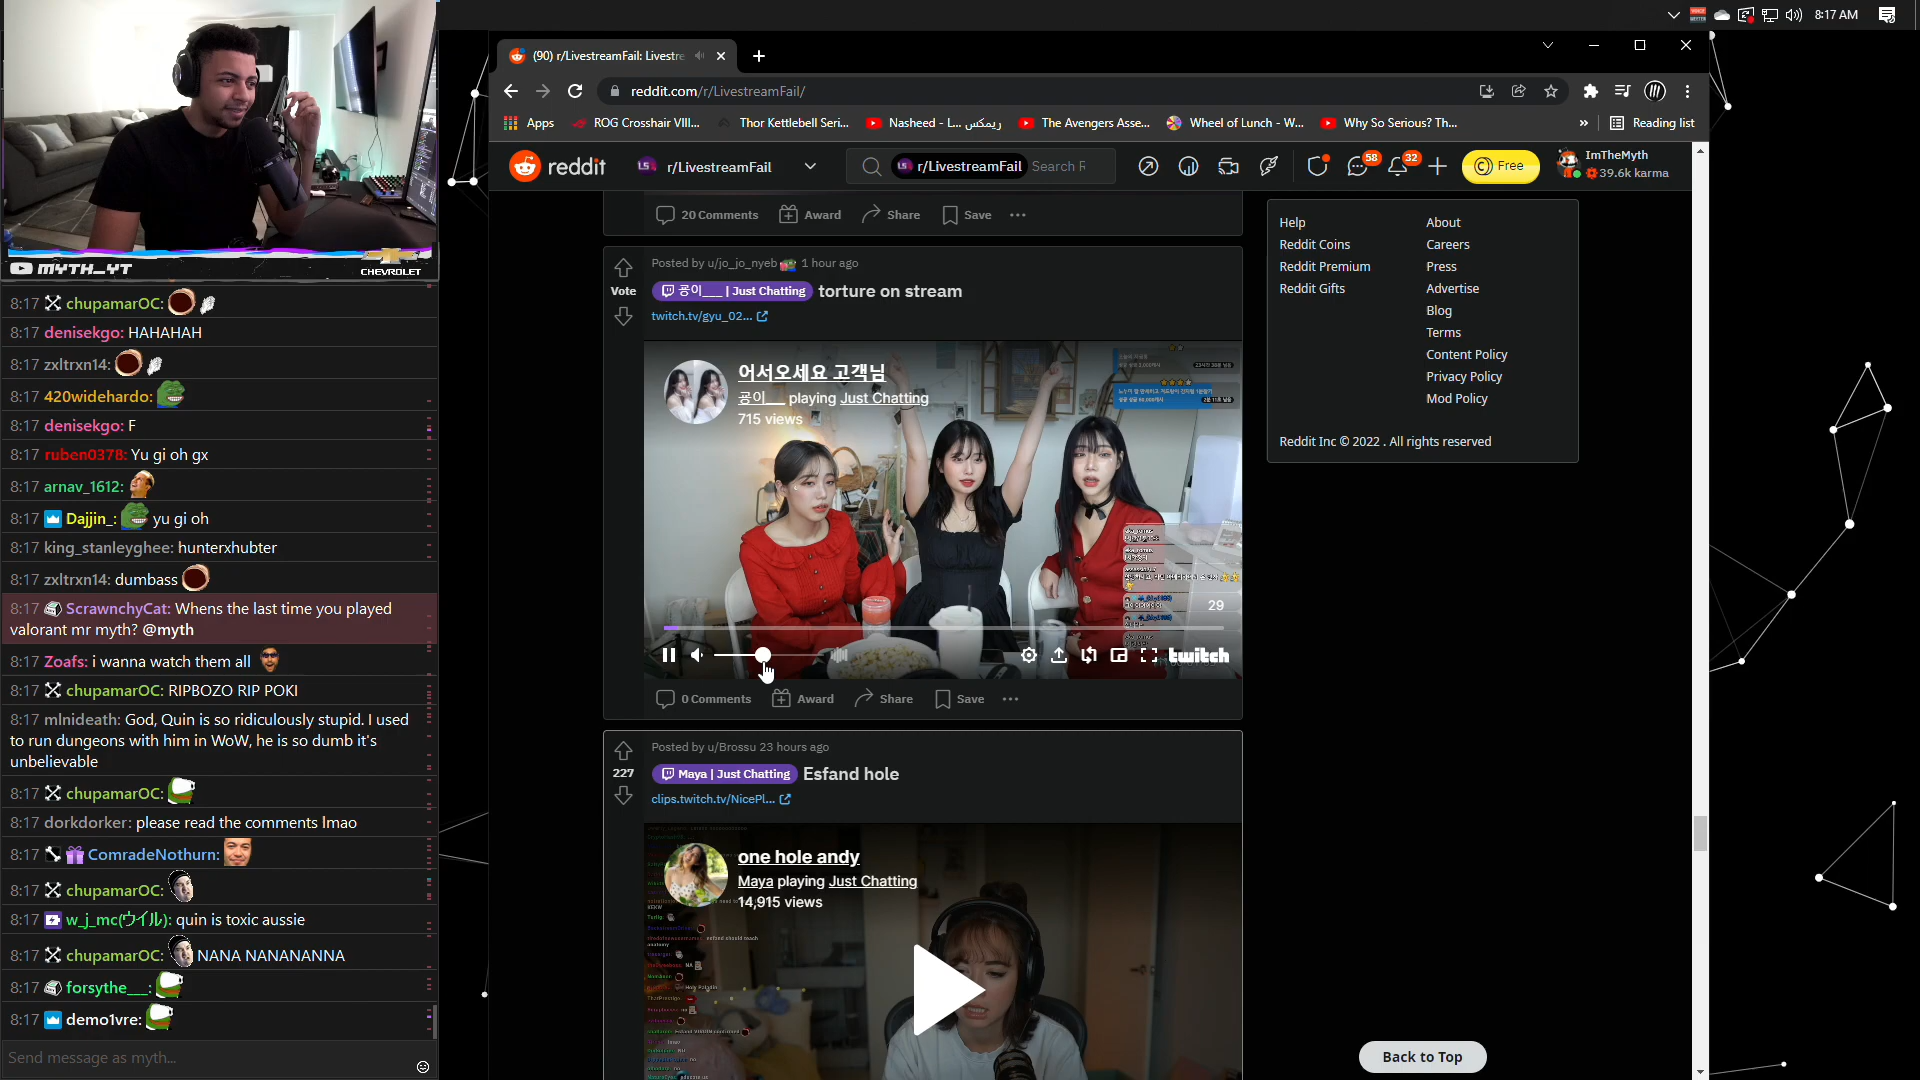 8:17 AM
(90) r/LivestreamFail: Livestre
reddit.com/r/LivestreamFail/
Apps
ROG Crosshair VIII...
Thor Kettlebell Seri...
Nasheed - L... ريمكس
The Avengers Asse...
Wheel of Lunch - W...
Why So Serious? Th...
»
Reading list
reddit
r/LivestreamFail
r/LivestreamFail
Search R
58
32
Free
ImTheMyth
39.6k karma
MYTH_YT
CHEVROLET
8:17 chupamarOC:
8:17 denisekgo: HAHAHAH
8:17 zxltrxn14:
8:17 420widehardo:
8:17 denisekgo: F
8:17 ruben0378: Yu gi oh gx
8:17 arnav_1612:
8:17 Dajjin_: yu gi oh
8:17 king_stanleyghee: hunterxhubter
8:17 zxltrxn14: dumbass
8:17 ScrawnchyCat: Whens the last time you played
valorant mr myth? @myth
8:17 Zoafs: i wanna watch them all
8:17 chupamarOC: RIPBOZO RIP POKI
8:17 mlnideath: God, Quin is so ridiculously stupid. I used
to run dungeons with him in WoW, he is so dumb it's
unbelievable
8:17 chupamarOC:
8:17 dorkdorker: please read the comments lmao
8:17 ComradeNothurn:
8:17 chupamarOC:
8:17 w_j_mc(ウイル): quin is toxic aussie
8:17 chupamarOC: NANA NANANANNA
8:17 forsythe___:
8:17 demo1vre:
Send message as myth...
20 Comments
Award
Share
Save
Posted by u/jo_jo_nyeb 1 hour ago
Vote
콩이___ | Just Chatting
torture on stream
twitch.tv/gyu_02...
어서오세요 고객님
콩이___ playing Just Chatting
715 views
29
twitch
0 Comments
Award
Share
Save
Posted by u/Brossu 23 hours ago
227
Maya | Just Chatting
Esfand hole
clips.twitch.tv/NicePl...
one hole andy
Maya playing Just Chatting
14,915 views
Help
About
Reddit Coins
Careers
Reddit Premium
Press
Reddit Gifts
Advertise
Blog
Terms
Content Policy
Privacy Policy
Mod Policy
Reddit Inc © 2022 . All rights reserved
Back to Top